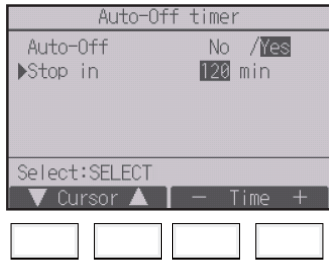 Auto-Off timer
Auto-Off No /Yes
▶Stop in 120 min
Select:SELECT
▼ Cursor ▲ − Time +